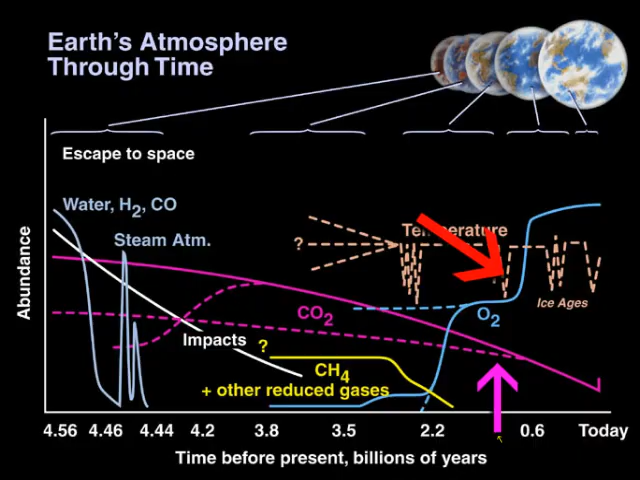 Earth's Atmosphere
Through Time
Escape to space
Water, H2, CO
Steam Atm.
Temperature
?
Ice Ages
CO2
O2
Impacts
?
CH4
+ other reduced gases
Abundance
4.56 4.46 4.44 4.2 3.8 3.5 2.2 0.6 Today
Time before present, billions of years